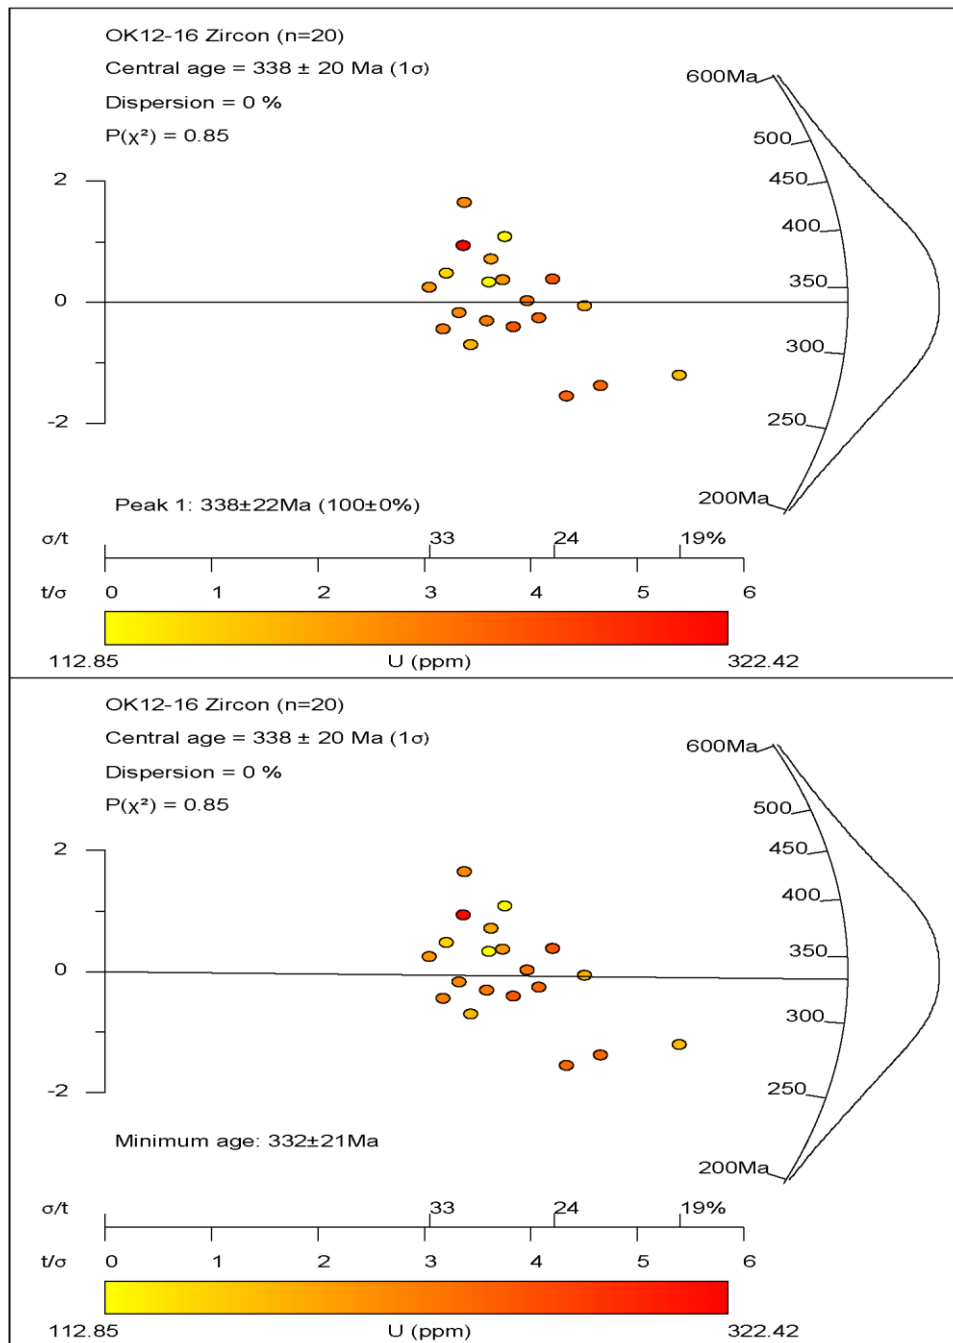 OK12-16 Zircon (n=20)
Central age = 338 ± 20 Ma (1σ)
Dispersion = 0 %
P(χ²) = 0.85
600Ma
500
450
400
350
300
250
200Ma
2
0
-2
Peak 1: 338±22Ma (100±0%)
σ/t 33 24 19%
t/σ 0 1 2 3 4 5 6
112.85 U (ppm) 322.42
OK12-16 Zircon (n=20)
Central age = 338 ± 20 Ma (1σ)
Dispersion = 0 %
P(χ²) = 0.85
600Ma
500
450
400
350
300
250
200Ma
2
0
-2
Minimum age: 332±21Ma
σ/t 33 24 19%
t/σ 0 1 2 3 4 5 6
112.85 U (ppm) 322.42